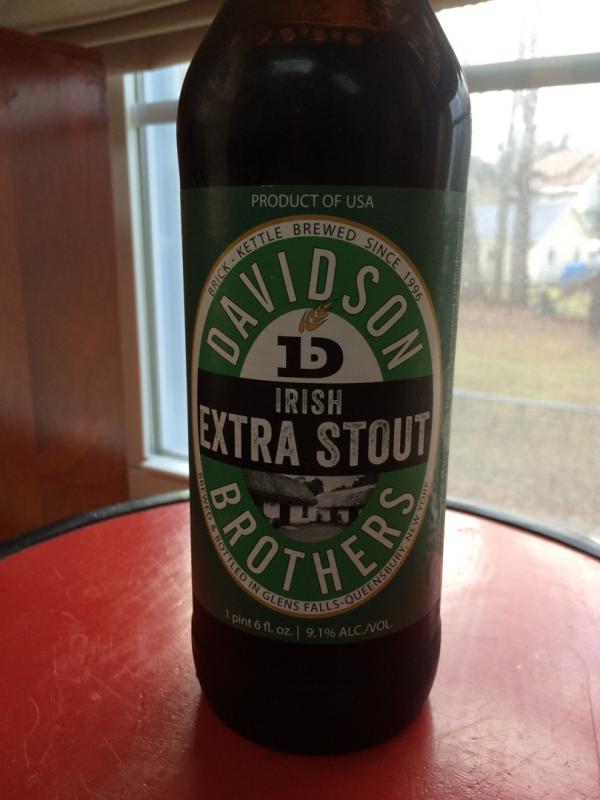 PRODUCT OF USA
BRICK - KETTLE BREWED SINCE 1996
DAVIDSON
IRISH
EXTRA STOUT
BROTHERS
BREWED & BOTTLED IN GLENS FALLS-QUEENSBURY, NEW YORK
1 pint 6 fl. oz. | 9.1% ALC./VOL.